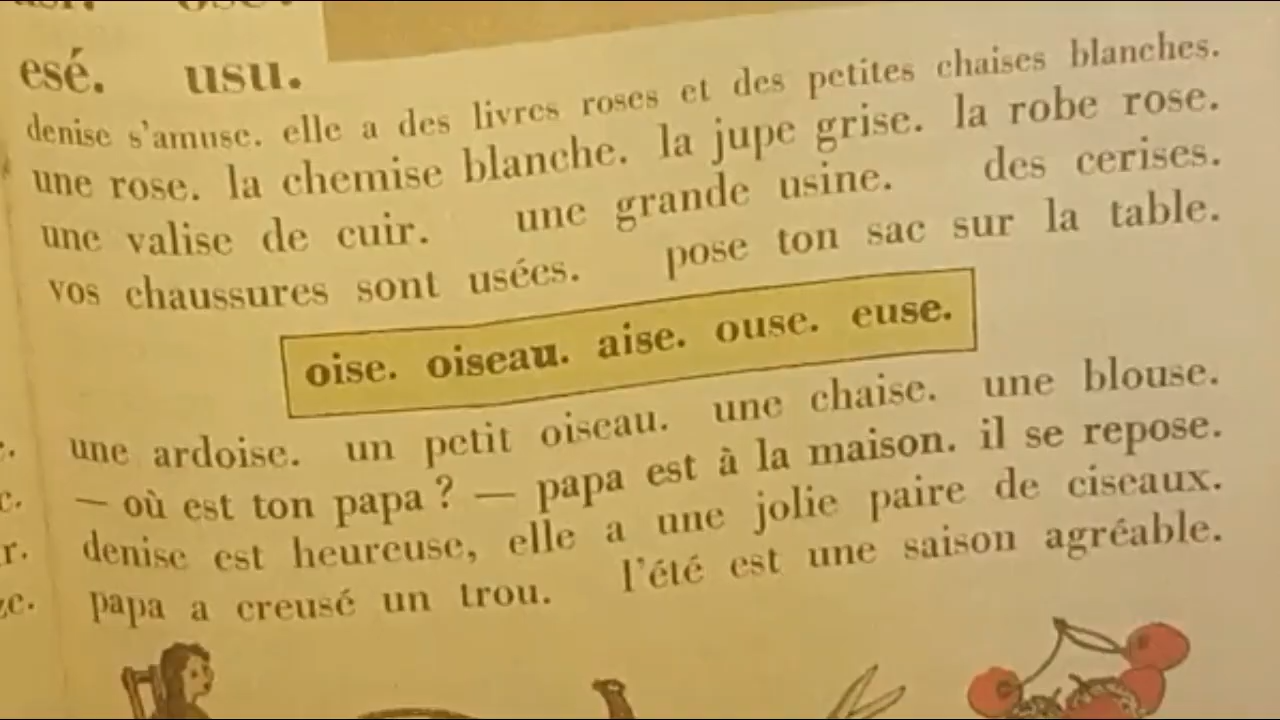 esé. usu.
denise s'amuse. elle a des livres roses et des petites chaises blanches.
une rose. la chemise blanche. la jupe grise. la robe rose.
une valise de cuir. une grande usine. des cerises.
vos chaussures sont usées. pose ton sac sur la table.
oise. oiseau. aise. ouse. euse.
une ardoise. un petit oiseau. une chaise. une blouse.
— où est ton papa ? — papa est à la maison. il se repose.
denise est heureuse, elle a une jolie paire de ciseaux.
papa a creusé un trou. l'été est une saison agréable.